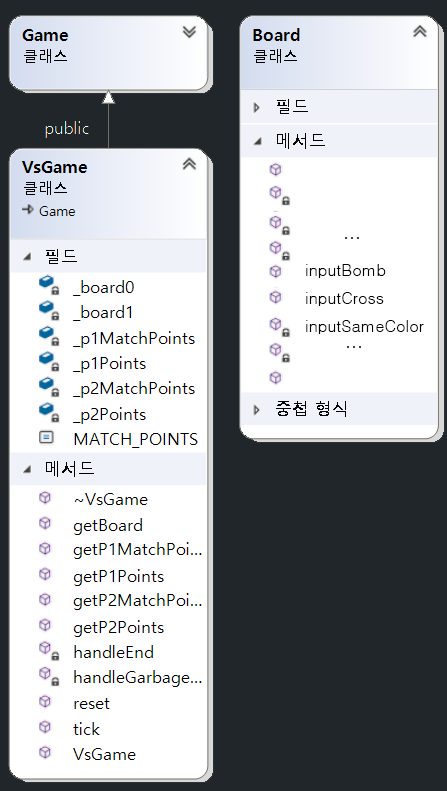 Game
클래스
public
VsGame
클래스
Game
필드
_board0
_board1
_p1MatchPoints
_p1Points
_p2MatchPoints
_p2Points
MATCH_POINTS
메서드
~VsGame
getBoard
getP1MatchPoi...
getP1Points
getP2MatchPoi...
getP2Points
handleEnd
handleGarbage...
reset
tick
VsGame
Board
클래스
필드
메서드
...
inputBomb
inputCross
inputSameColor
...
중첩 형식